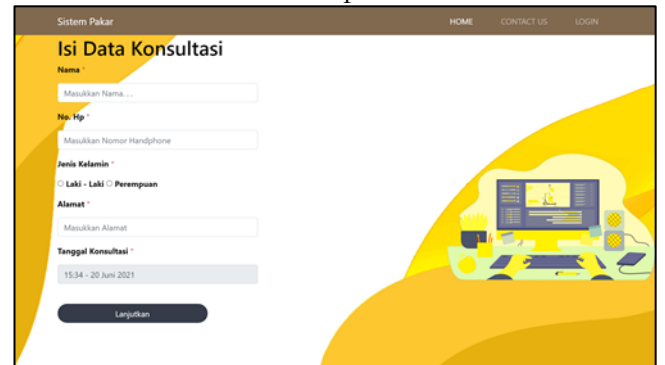 Sistem Pakar
HOME CONTACT US LOGIN
Isi Data Konsultasi
Nama *
Masukkan Nama. . .
No. Hp *
Masukkan Nomor Handphone
Jenis Kelamin *
Laki - Laki Perempuan
Alamat *
Masukkan Alamat
Tanggal Konsultasi *
15:34 - 20 Juni 2021
Lanjutkan